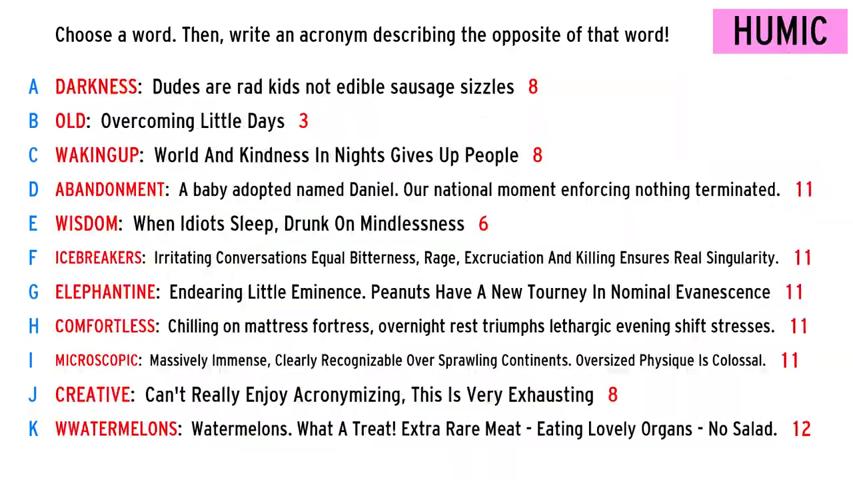 Choose a word. Then, write an acronym describing the opposite of that word!
HUMIC
A DARKNESS: Dudes are rad kids not edible sausage sizzles 8
B OLD: Overcoming Little Days 3
C WAKINGUP: World And Kindness In Nights Gives Up People 8
D ABANDONMENT: A baby adopted named Daniel. Our national moment enforcing nothing terminated. 11
E WISDOM: When Idiots Sleep, Drunk On Mindlessness 6
F ICEBREAKERS: Irritating Conversations Equal Bitterness, Rage, Excruciation And Killing Ensures Real Singularity. 11
G ELEPHANTINE: Endearing Little Eminence. Peanuts Have A New Tourney In Nominal Evanescence 11
H COMFORTLESS: Chilling on mattress fortress, overnight rest triumphs lethargic evening shift stresses. 11
I MICROSCOPIC: Massively Immense, Clearly Recognizable Over Sprawling Continents. Oversized Physique Is Colossal. 11
J CREATIVE: Can't Really Enjoy Acronymizing, This Is Very Exhausting 8
K WWATERMELONS: Watermelons. What A Treat! Extra Rare Meat - Eating Lovely Organs - No Salad. 12